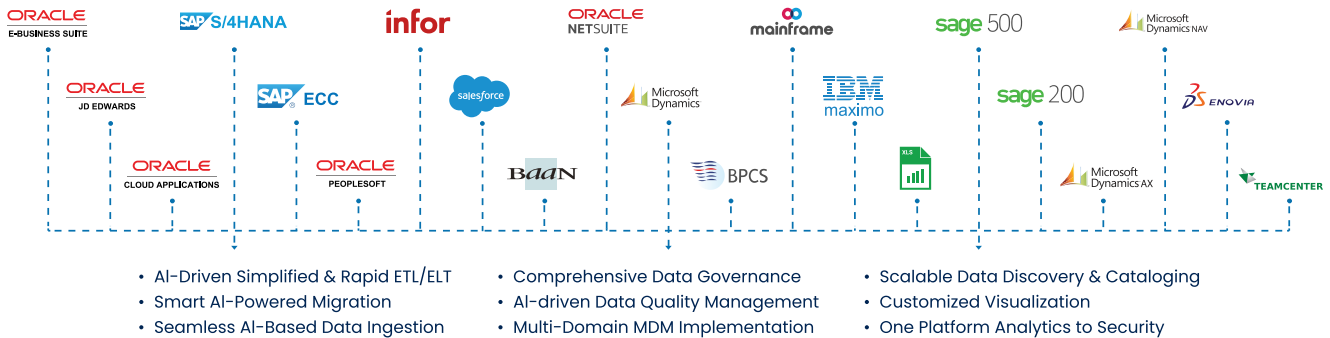 ORACLE
E-BUSINESS SUITE
SAP S/4HANA
infor
ORACLE
NETSUITE
mainframe
sage 500
Microsoft
Dynamics NAV
ORACLE
JD EDWARDS
SAP® ECC
salesforce
Microsoft
Dynamics
IBM
maximo
sage 200
3DS ENOVIA
ORACLE
CLOUD APPLICATIONS
ORACLE
PEOPLESOFT
BaaN
BPCS
XLS
Microsoft
Dynamics AX
TEAMCENTER
• AI-Driven Simplified & Rapid ETL/ELT
• Smart AI-Powered Migration
• Seamless AI-Based Data Ingestion
• Comprehensive Data Governance
• AI-driven Data Quality Management
• Multi-Domain MDM Implementation
• Scalable Data Discovery & Cataloging
• Customized Visualization
• One Platform Analytics to Security